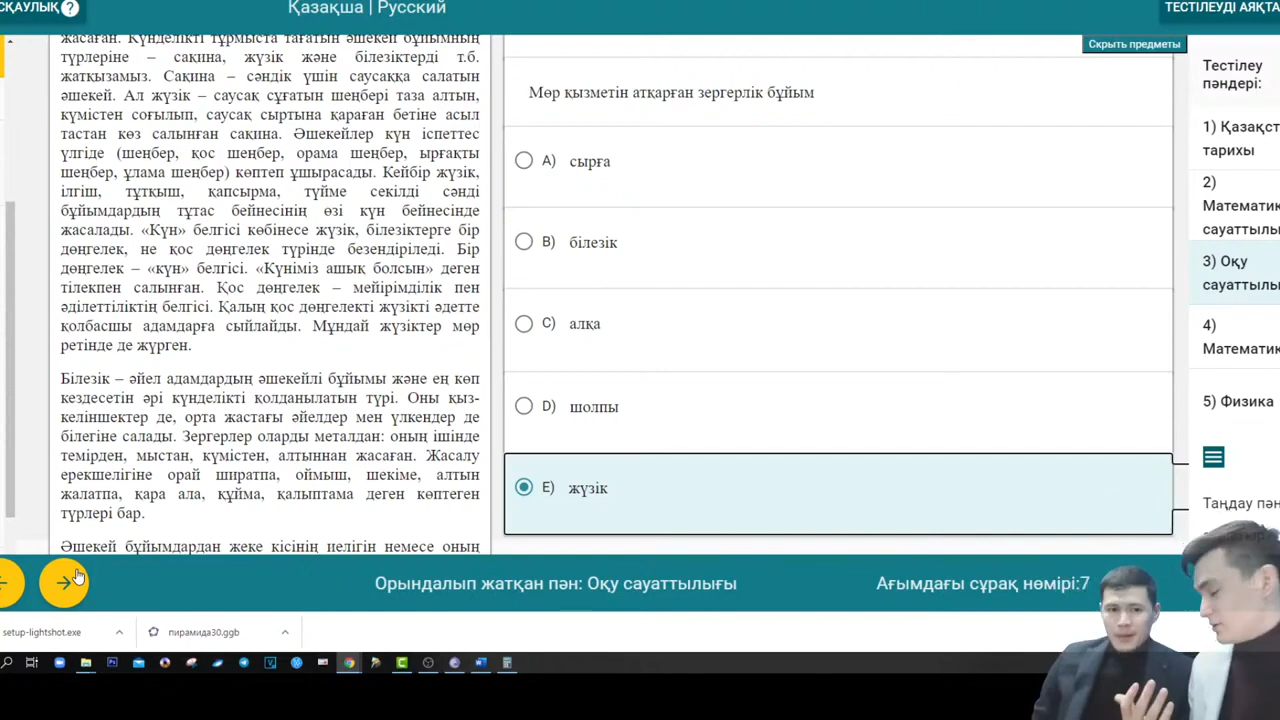 СҚАУЛЫҚ ?
Қазақша | Русский
ТЕСТІЛЕУДІ АЯҚТА
жасаған. Күнделікті тұрмыста тағатын әшекей бұйымның
түрлеріне – сақина, жүзік және білезіктерді т.б.
жатқызамыз. Сақина – сәндік үшін саусаққа салатын
әшекей. Ал жүзік – саусақ сұғатын шеңбері таза алтын,
күмістен соғылып, саусақ сыртына қараған бетіне асыл
тастан көз салынған сақина. Әшекейлер күн іспеттес
үлгіде (шеңбер, қос шеңбер, орама шеңбер, ырғақты
шеңбер, ұлама шеңбер) көптеп ұшырасады. Кейбір жүзік,
ілгіш, тұтқыш, қапсырма, түйме секілді сәнді
бұйымдардың тұтас бейнесінің өзі күн бейнесінде
жасалады. «Күн» белгісі көбінесе жүзік, білезіктерге бір
дөңгелек, не қос дөңгелек түрінде безендіріледі. Бір
дөңгелек – «күн» белгісі. «Күніміз ашық болсын» деген
тілекпен салынған. Қос дөңгелек – мейірімділік пен
әділеттіліктің белгісі. Қалың қос дөңгелекті жүзікті әдетте
қолбасшы адамдарға сыйлайды. Мұндай жүзіктер мөр
ретінде де жүрген.
Білезік – әйел адамдардың әшекейлі бұйымы және ең көп
кездесетін әрі күнделікті қолданылатын түрі. Оны қыз-
келіншектер де, орта жастағы әйелдер мен үлкендер де
білегіне салады. Зергерлер оларды металдан: оның ішінде
темірден, мыстан, күмістен, алтыннан жасаған. Жасалу
ерекшелігіне орай ширатпа, оймыш, шекіме, алтын
жалатпа, қара ала, құйма, қалыптама деген көптеген
түрлері бар.
Әшекей бұйымдардан жеке кісінің иелігін немесе оның
Мөр қызметін атқарған зергерлік бұйым
A) сырға
B) білезік
C) алқа
D) шолпы
E) жүзік
Скрыть предметы
Тестілеу
пәндері:
1) Қазақст
тарихы
2)
Математик
сауаттылы
3) Оқу
сауаттылы
4)
Математик
5) Физика
Таңдау пән
Орындалып жатқан пән: Оқу сауаттылығы
Ағымдағы сұрақ нөмірі:7
setup-lightshot.exe
пирамида30.ggb